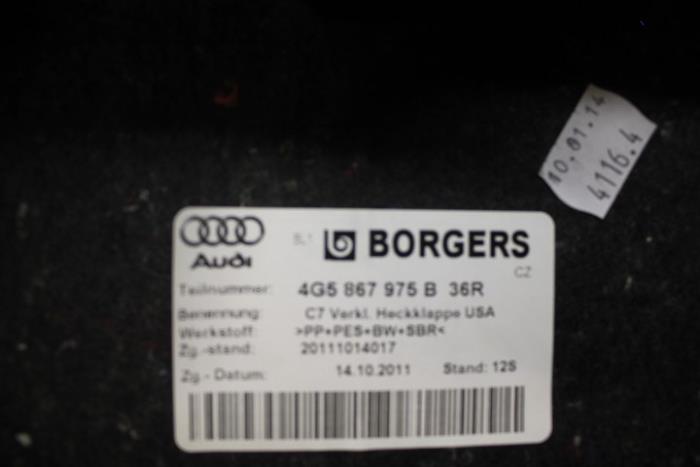 10.01.14
4116.4
Audi
BORGERS
CZ
Teilnummer: 4G5 867 975 B 36R
Benennung: C7 Verkl. Heckklappe USA
Werkstoff: >PP+PES+BW+SBR<
Zg.-stand: 20111014017
Zg.- Datum: 14.10.2011 Stand: 12S